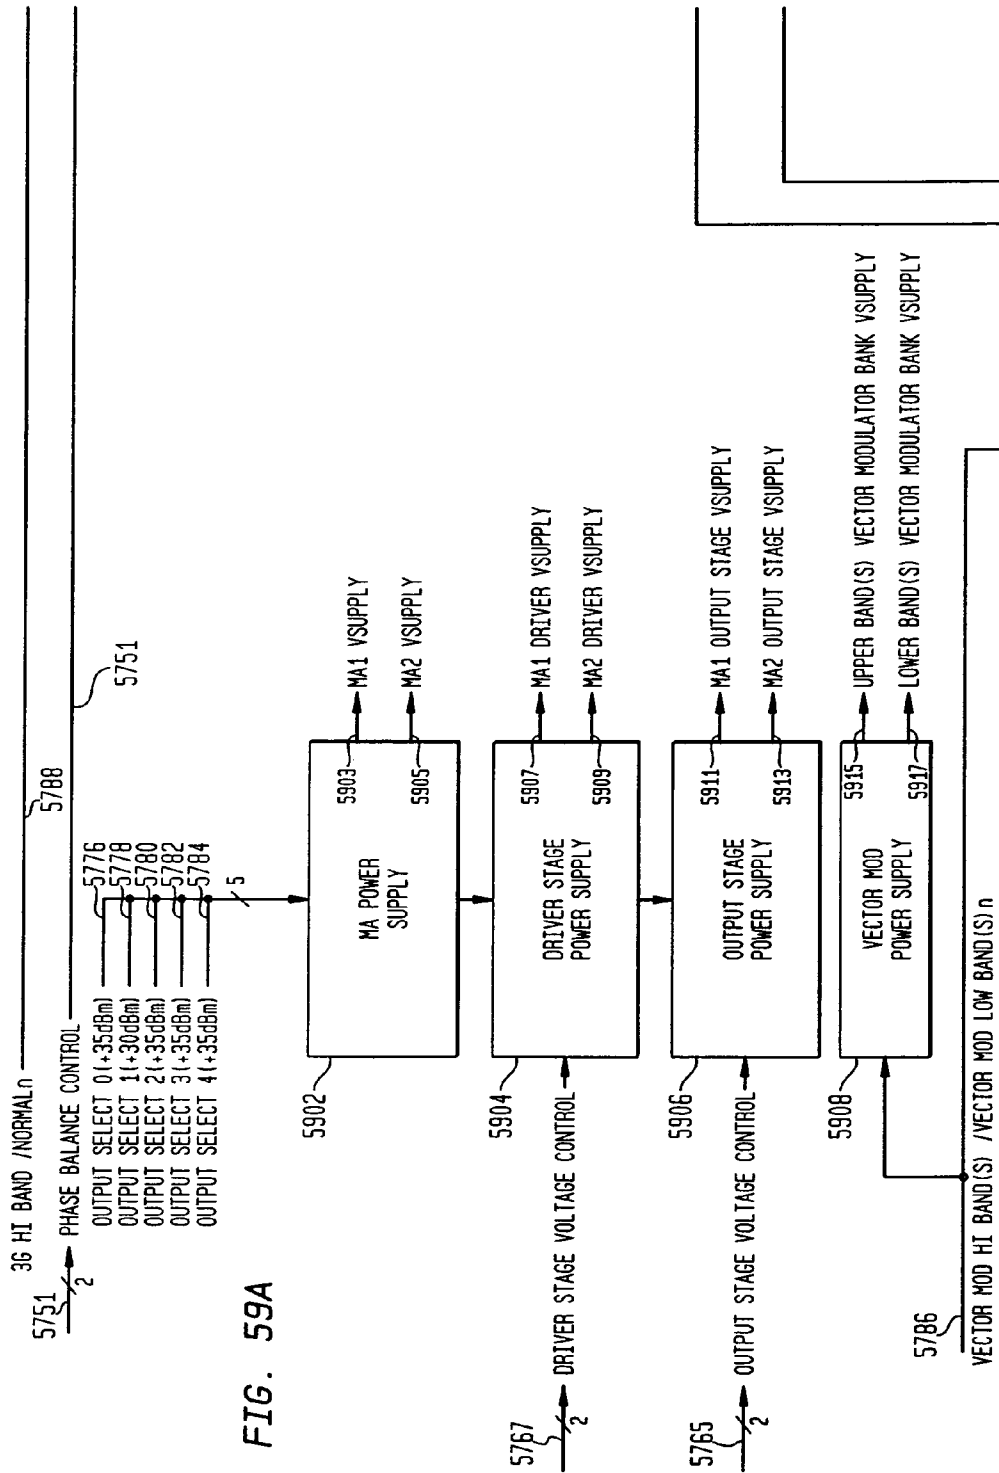 3G HI BAND /NORMALn
5788
5751
2
PHASE BALANCE CONTROL
5751
OUTPUT SELECT 0(+35dBm)
5776
OUTPUT SELECT 1(+30dBm)
5778
OUTPUT SELECT 2(+35dBm)
5780
OUTPUT SELECT 3(+35dBm)
5782
OUTPUT SELECT 4(+35dBm)
5784
5
FIG. 59A
5902
MA POWER
SUPPLY
5903
MA1 VSUPPLY
5905
MA2 VSUPPLY
5767
2
DRIVER STAGE VOLTAGE CONTROL
5904
DRIVER STAGE
POWER SUPPLY
5907
MA1 DRIVER VSUPPLY
5909
MA2 DRIVER VSUPPLY
5765
2
OUTPUT STAGE VOLTAGE CONTROL
5906
OUTPUT STAGE
POWER SUPPLY
5911
MA1 OUTPUT STAGE VSUPPLY
5913
MA2 OUTPUT STAGE VSUPPLY
5908
VECTOR MOD
POWER SUPPLY
5915
UPPER BAND(S) VECTOR MODULATOR BANK VSUPPLY
5917
LOWER BAND(S) VECTOR MODULATOR BANK VSUPPLY
5786
VECTOR MOD HI BAND(S) /VECTOR MOD LOW BAND(S)n